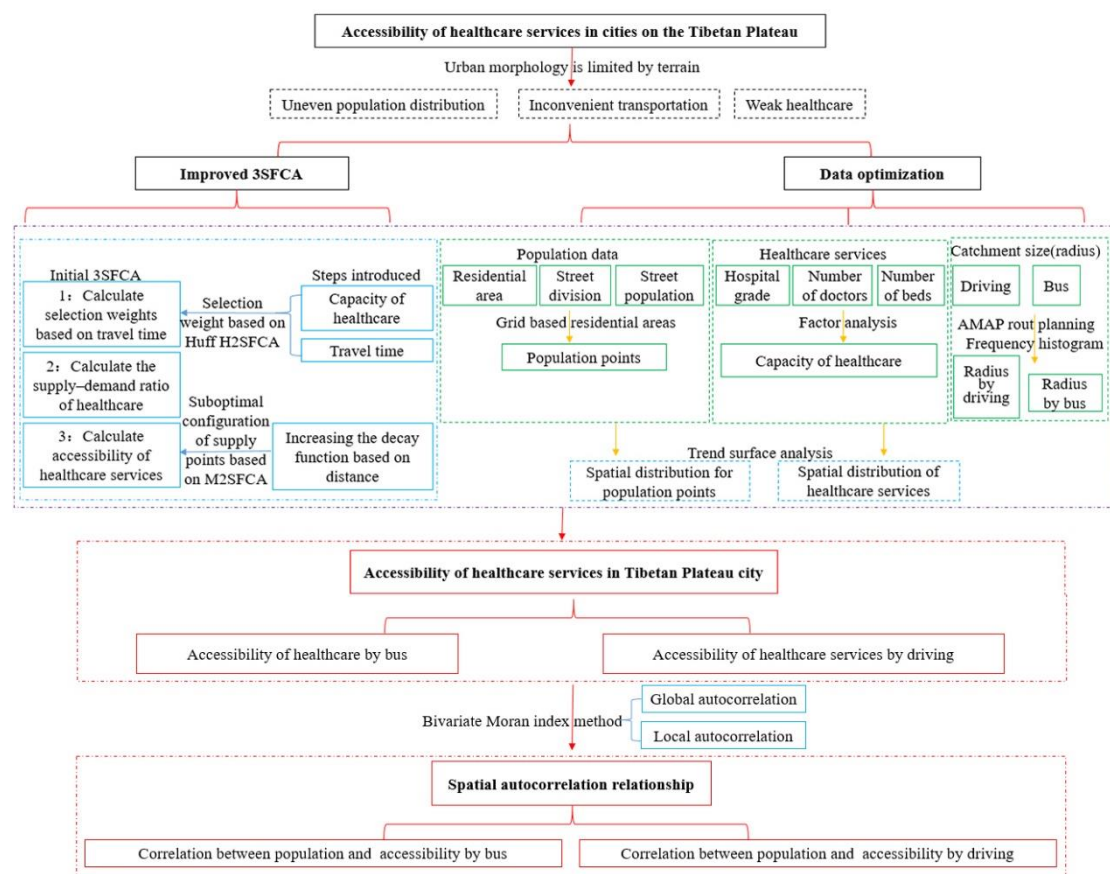 Accessibility of healthcare services in cities on the Tibetan Plateau
Urban morphology is limited by terrain
Uneven population distribution
Inconvenient transportation
Weak healthcare
Improved 3SFCA
Data optimization
Initial 3SFCA
1：Calculate
selection weights
based on travel time
2：Calculate the
supply–demand ratio
of healthcare
3：Calculate
accessibility of
healthcare services
Selection
weight based on
Huff H2SFCA
Suboptimal
configuration
of supply
points based
on M2SFCA
Steps introduced
Capacity of
healthcare
Travel time
Increasing the decay
function based on
distance
Population data
Residential
area
Street
division
Street
population
Grid based residential areas
Population points
Healthcare services
Hospital
grade
Number
of doctors
Number
of beds
Factor analysis
Capacity of healthcare
Catchment size(radius)
Driving
Bus
AMAP rout planning
Frequency histogram
Radius
by
driving
Radius
by bus
Trend surface analysis
Spatial distribution for
population points
Spatial distribution of
healthcare services
Accessibility of healthcare services in Tibetan Plateau city
Accessibility of healthcare by bus
Accessibility of healthcare services by driving
Bivariate Moran index method
Global autocorrelation
Local autocorrelation
Spatial autocorrelation relationship
Correlation between population and accessibility by bus
Correlation between population and accessibility by driving